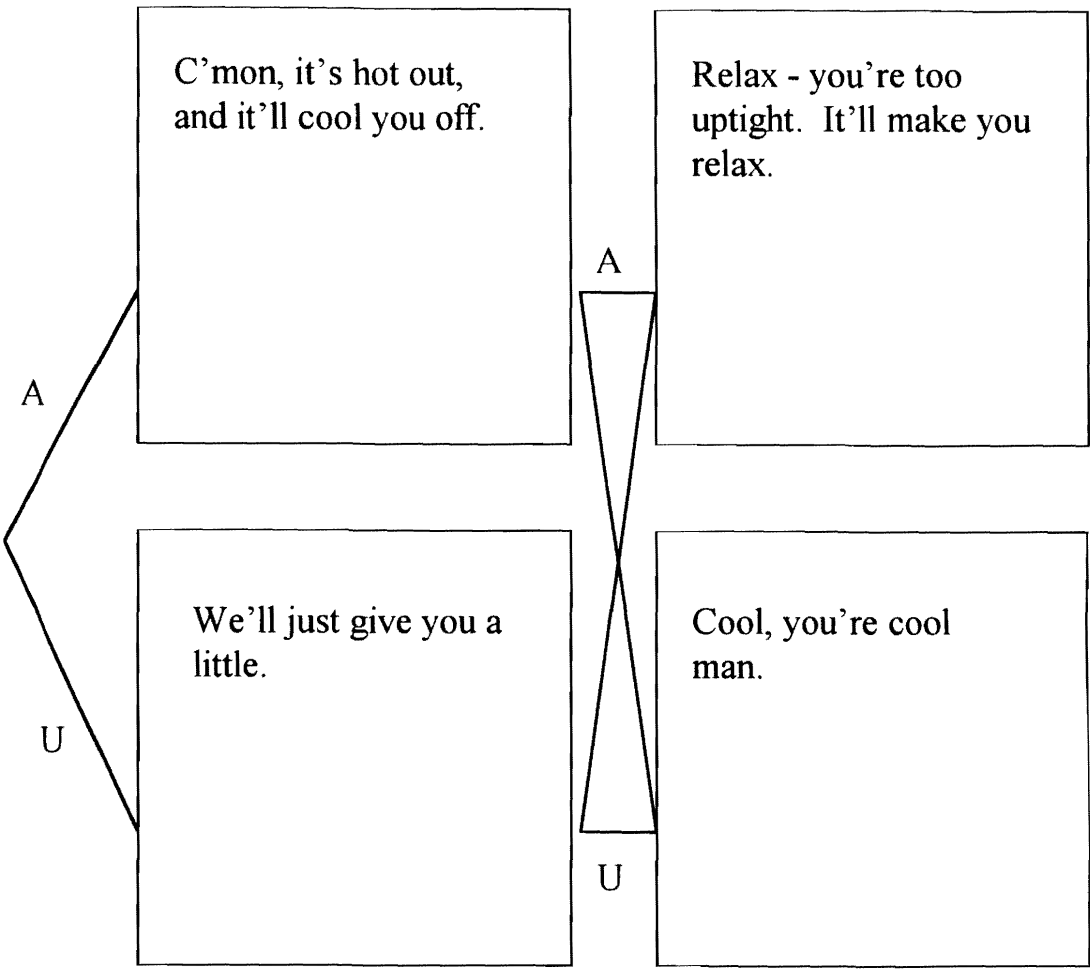 C'mon, it's hot out,
and it'll cool you off.
Relax - you're too
uptight.  It'll make you
relax.
A
A
We'll just give you a
little.
Cool, you're cool
man.
U
U